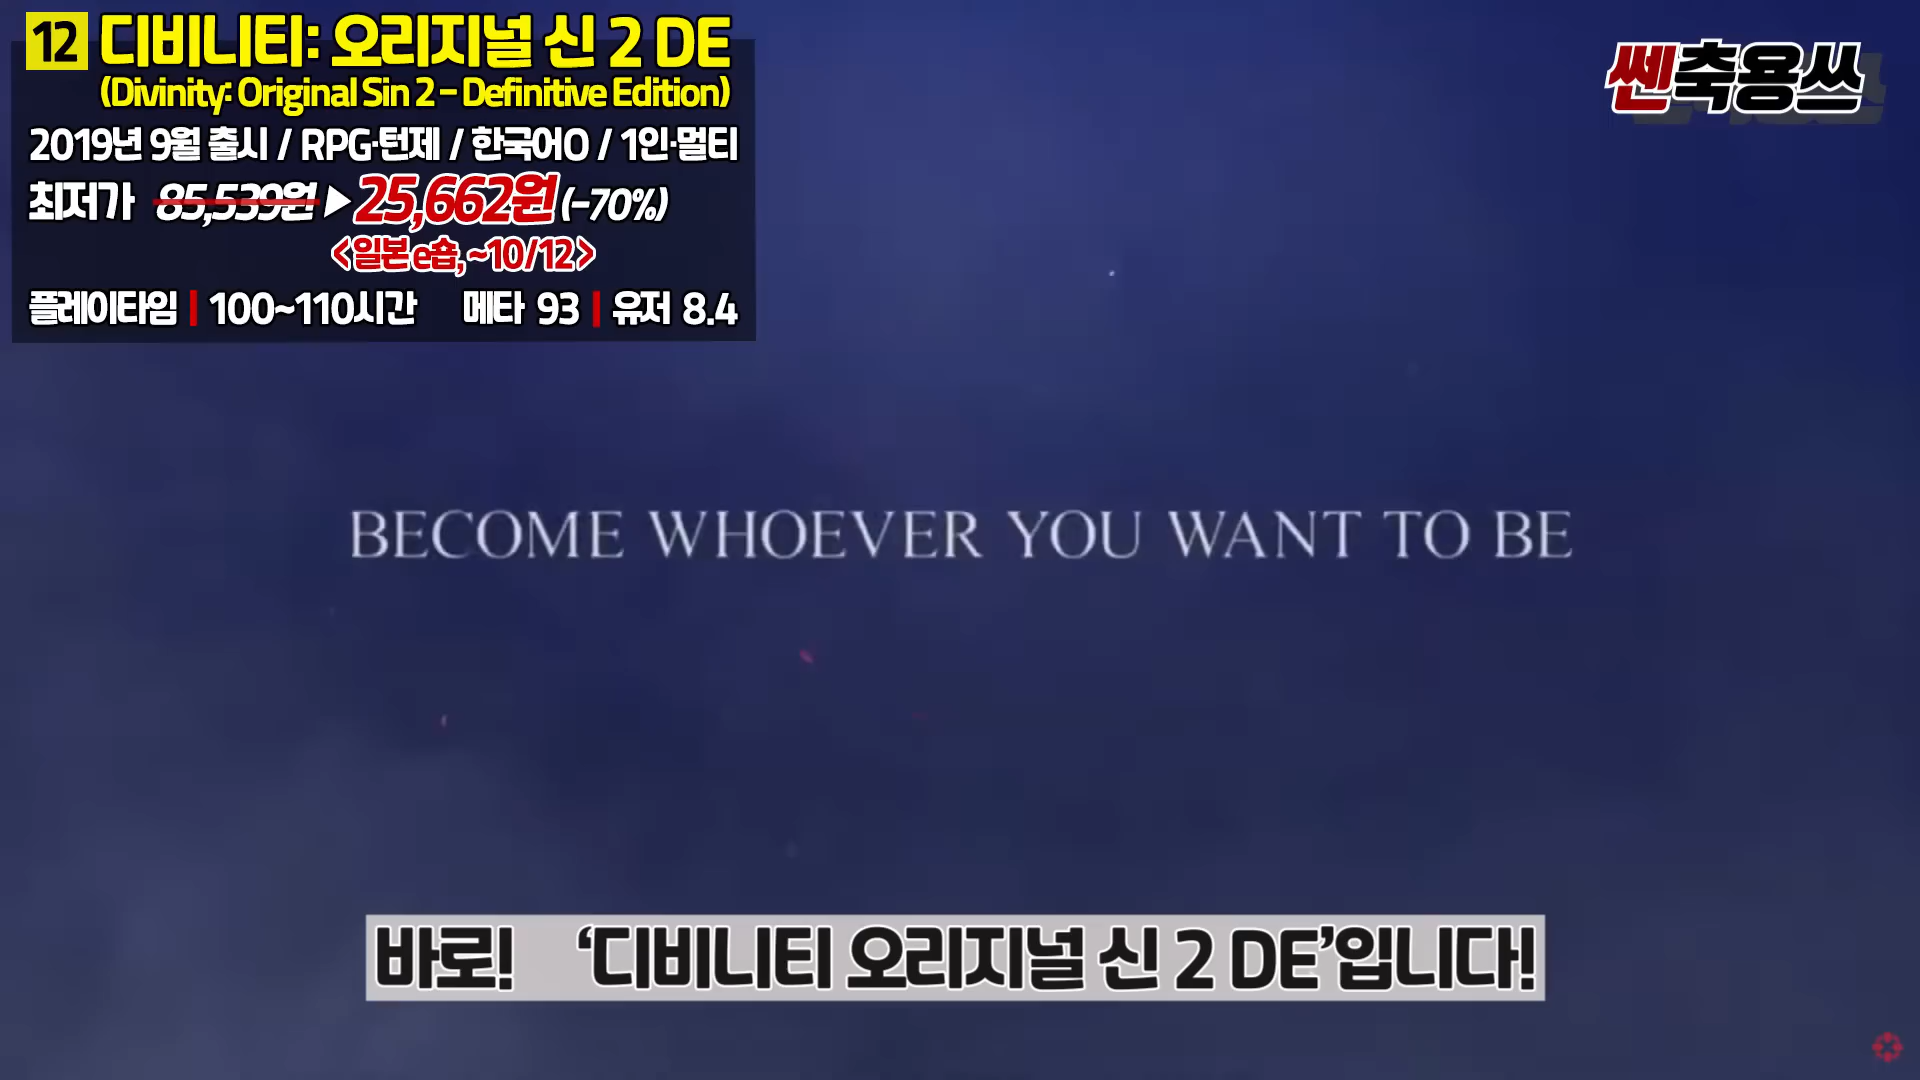 12 디비니티: 오리지널 신 2 DE
(Divinity: Original Sin 2 – Definitive Edition)
2019년 9월 출시 / RPG·턴제 / 한국어O / 1인·멀티
최저가 85,539원 ▶ 25,662원 (-70%)
<일본 e숍, ~10/12>
플레이타임 | 100~110시간 메타 93 | 유저 8.4
쎈축용쓰
BECOME WHOEVER YOU WANT TO BE
바로! ‘디비니티 오리지널 신 2 DE’입니다!